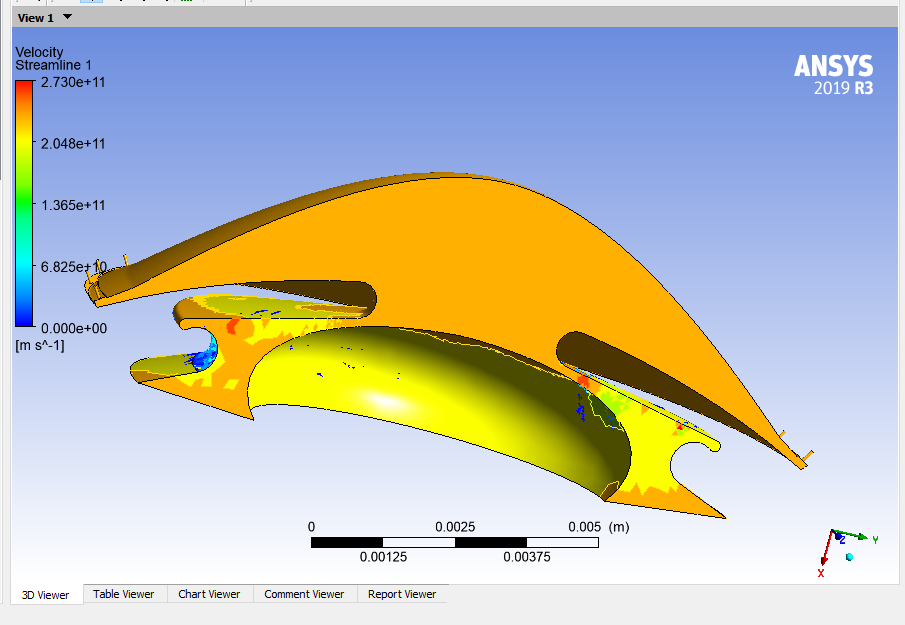 View 1
Velocity
Streamline 1
2.730e+11
2.048e+11
1.365e+11
6.825e+10
0.000e+00
[m s^-1]
ANSYS
2019 R3
0 0.0025 0.005 (m)
0.00125 0.00375
Y
Z
X
3D Viewer Table Viewer Chart Viewer Comment Viewer Report Viewer